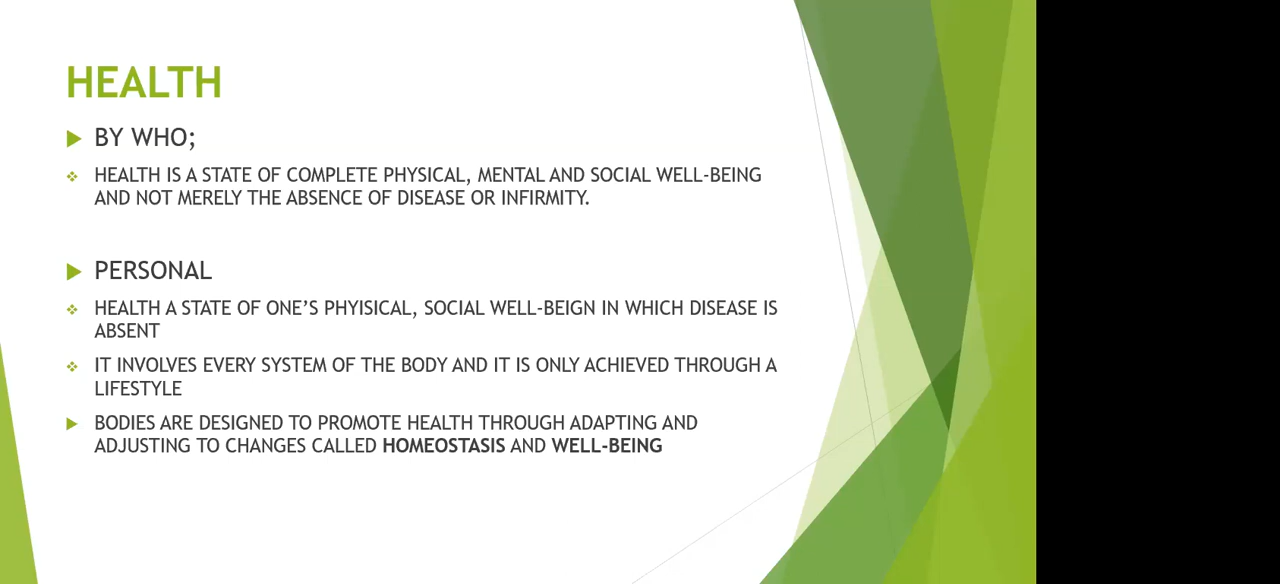 HEALTH
BY WHO;
HEALTH IS A STATE OF COMPLETE PHYSICAL, MENTAL AND SOCIAL WELL-BEING
AND NOT MERELY THE ABSENCE OF DISEASE OR INFIRMITY.
PERSONAL
HEALTH A STATE OF ONE’S PHYISICAL, SOCIAL WELL-BEIGN IN WHICH DISEASE IS
ABSENT
IT INVOLVES EVERY SYSTEM OF THE BODY AND IT IS ONLY ACHIEVED THROUGH A
LIFESTYLE
BODIES ARE DESIGNED TO PROMOTE HEALTH THROUGH ADAPTING AND
ADJUSTING TO CHANGES CALLED HOMEOSTASIS AND WELL-BEING